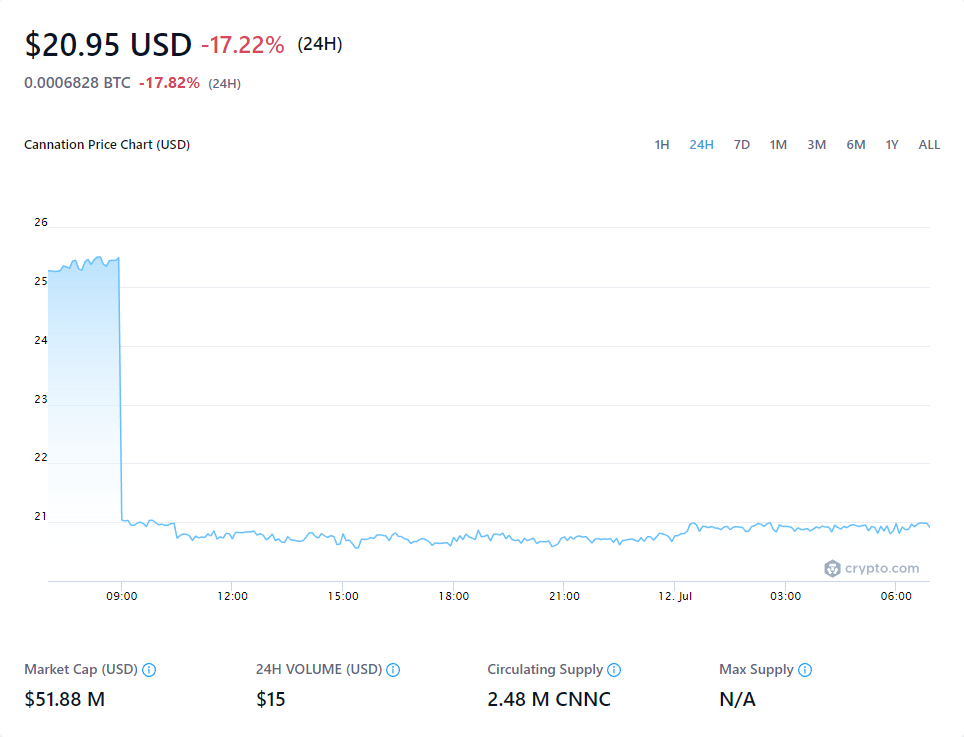 $20.95 USD -17.22% (24H)
0.0006828 BTC -17.82% (24H)
Cannation Price Chart (USD) 1H 24H 7D 1M 3M 6M 1Y ALL
26
25
24
23
22
21
crypto.com
09:00 12:00 15:00 18:00 21:00 12. Jul 03:00 06:00
Market Cap (USD) 24H VOLUME (USD) Circulating Supply Max Supply
$51.88 M $15 2.48 M CNNC N/A